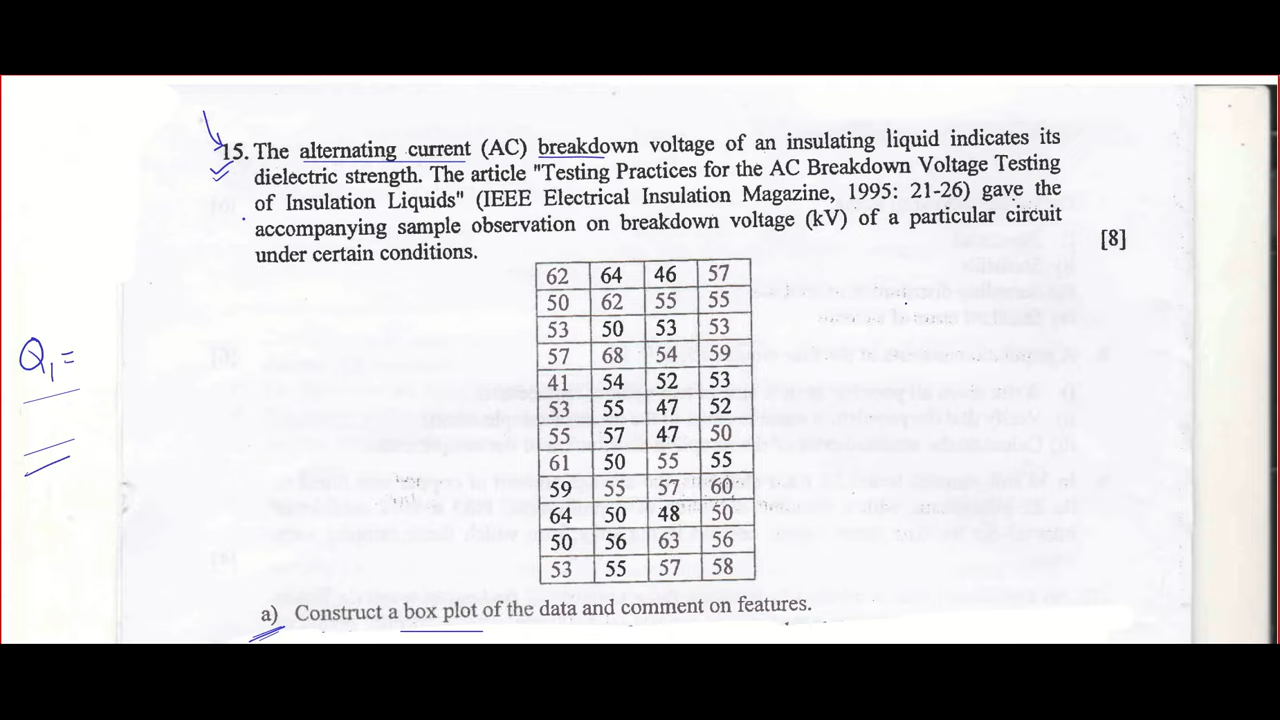 15. The alternating current (AC) breakdown voltage of an insulating liquid indicates its
dielectric strength. The article "Testing Practices for the AC Breakdown Voltage Testing
of Insulation Liquids" (IEEE Electrical Insulation Magazine, 1995: 21-26) gave the
accompanying sample observation on breakdown voltage (kV) of a particular circuit
under certain conditions.
[8]
62 64 46 57
50 62 55 55
53 50 53 53
57 68 54 59
41 54 52 53
53 55 47 52
55 57 47 50
61 50 55 55
59 55 57 60
64 50 48 50
50 56 63 56
53 55 57 58
Q1 =
a) Construct a box plot of the data and comment on features.